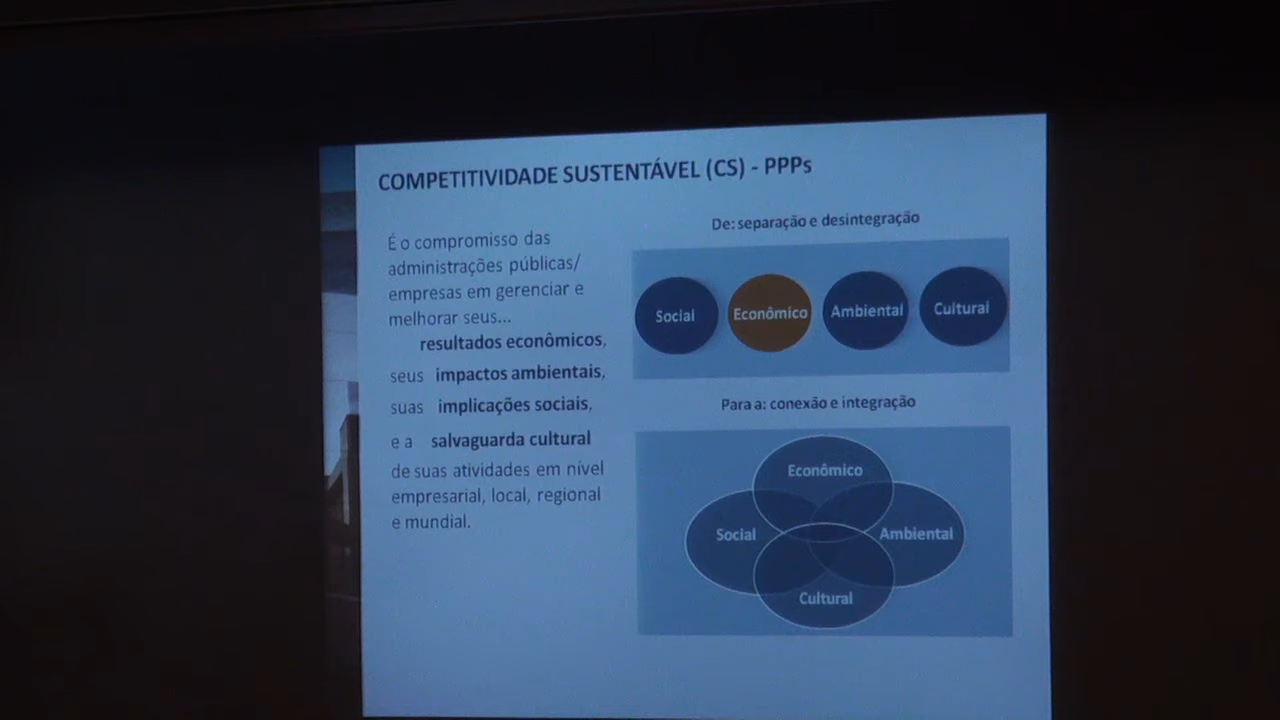 COMPETITIVIDADE SUSTENTÁVEL (CS) - PPPs
É o compromisso das
administrações públicas/
empresas em gerenciar e
melhorar seus...
resultados econômicos,
seus impactos ambientais,
suas implicações sociais,
e a salvaguarda cultural
de suas atividades em nível
empresarial, local, regional
e mundial.
De: separação e desintegração
Social Econômico Ambiental Cultural
Para a: conexão e integração
Econômico
Social Ambiental
Cultural